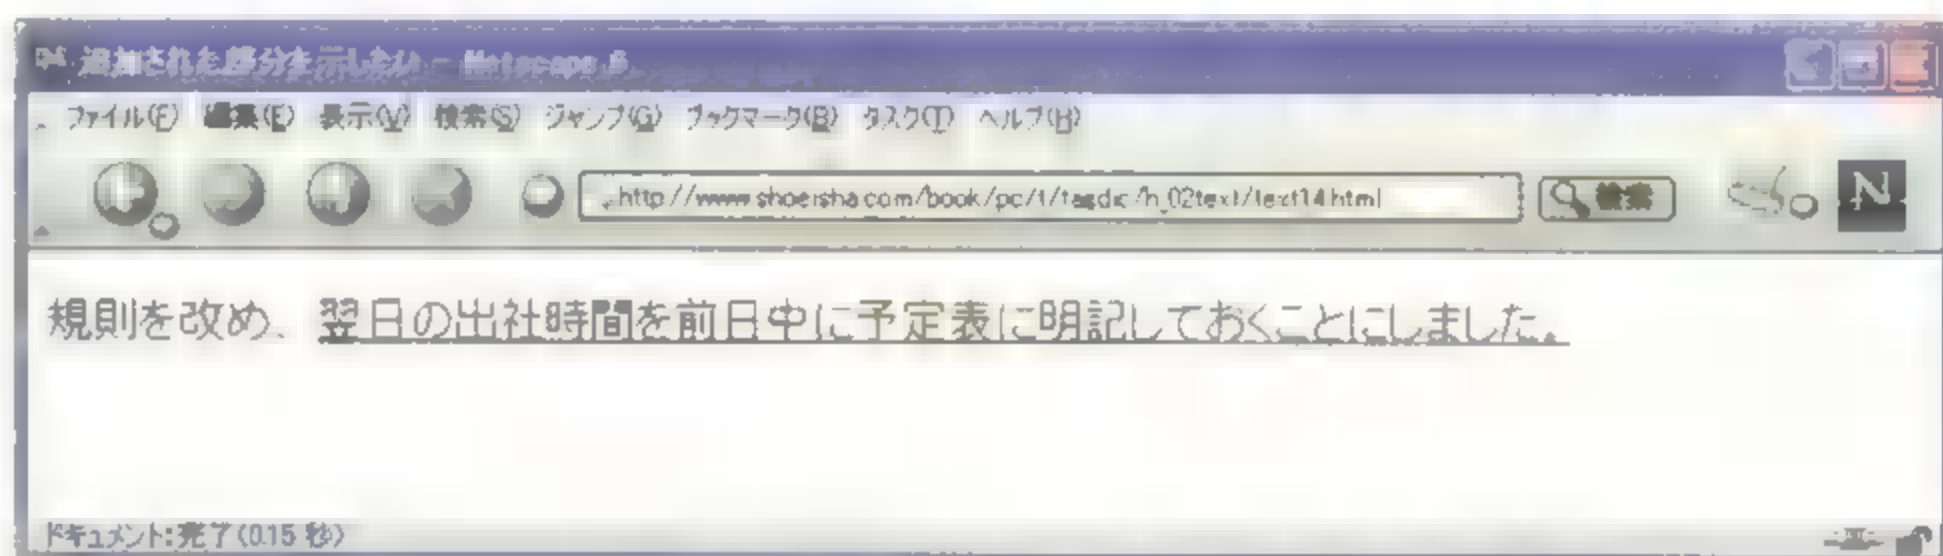 追加された部分を示したい - Netscape 6
ファイル(F) 編集(E) 表示(V) 検索(S) ジャンプ(G) ブックマーク(B) タスク(T) ヘルプ(H)
http://www.shoeisha.com/book/pc/t/tagdic/h_02text/text14.html 検索 N
規則を改め、翌日の出社時間を前日中に予定表に明記しておくことにしました。
ドキュメント:完了(0.15 秒)